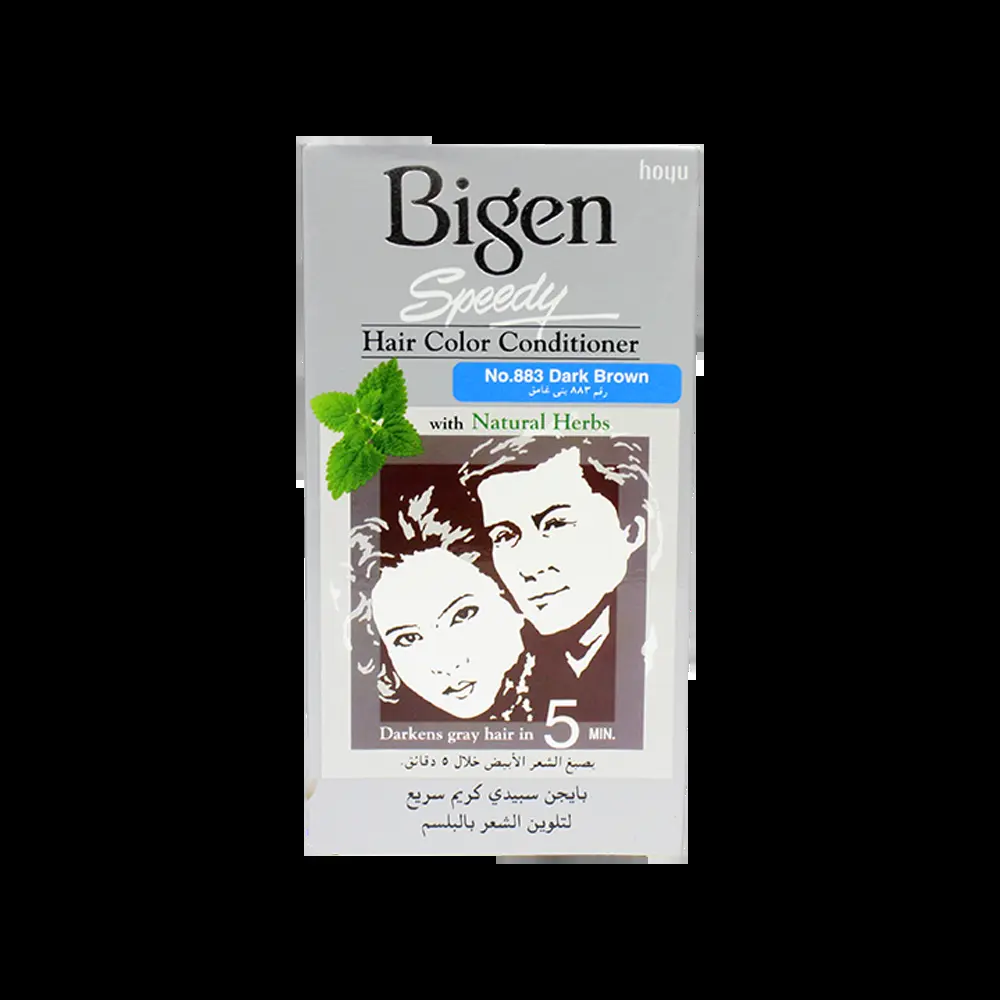 hoyu
Bigen
Speedy
Hair Color Conditioner
No.883 Dark Brown
رقم ٨٨٣ بنى غامق
with Natural Herbs
Darkens gray hair in 5 MIN.
يصبغ الشعر الأبيض خلال ٥ دقائق.
بايجن سبيدي كريم سريع
لتلوين الشعر بالبلسم